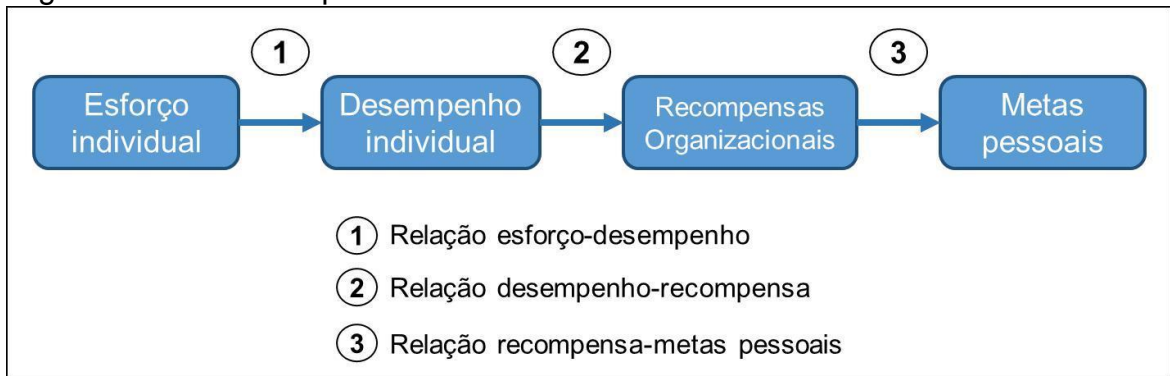 1
2
3
Esforço
individual
Desempenho
individual
Recompensas
Organizacionais
Metas
pessoais
1 Relação esforço-desempenho
2 Relação desempenho-recompensa
3 Relação recompensa-metas pessoais